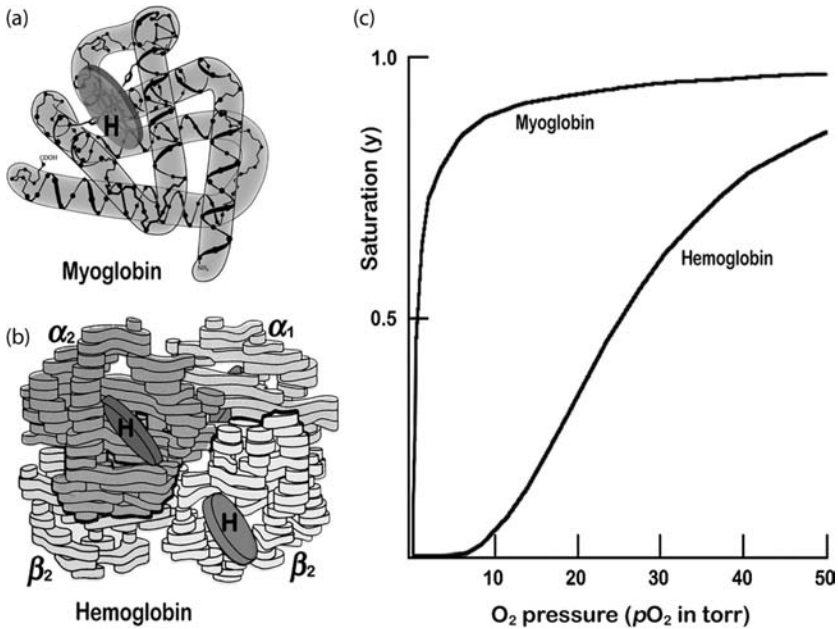 (a)
H
COOH
NH₂
Myoglobin
(b)
α₂
α₁
H
H
β₂
β₂
Hemoglobin
(c)
1.0
Saturation (y)
0.5
Myoglobin
Hemoglobin
10
20
30
40
50
O₂ pressure (pO₂ in torr)